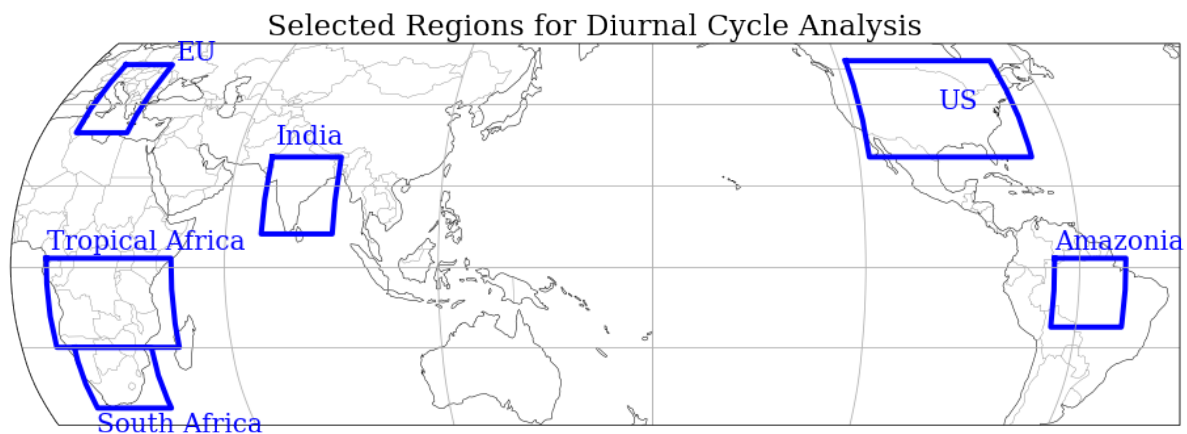 Selected Regions for Diurnal Cycle Analysis
EU
US
India
Tropical Africa
Amazonia
South Africa